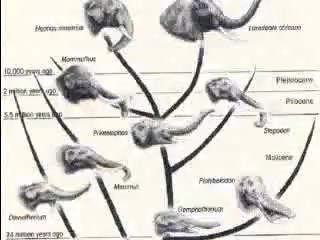 Elephas maximus
Loxodonta africana
Mammuthus
10,000 years ago
Pleistocene
2 million years ago
Pliocene
3.5 million years ago
Primelephas
Stegodon
Miocene
Mammut
Platybelodon
Deinotherium
Gomphotherium
24 million years ago